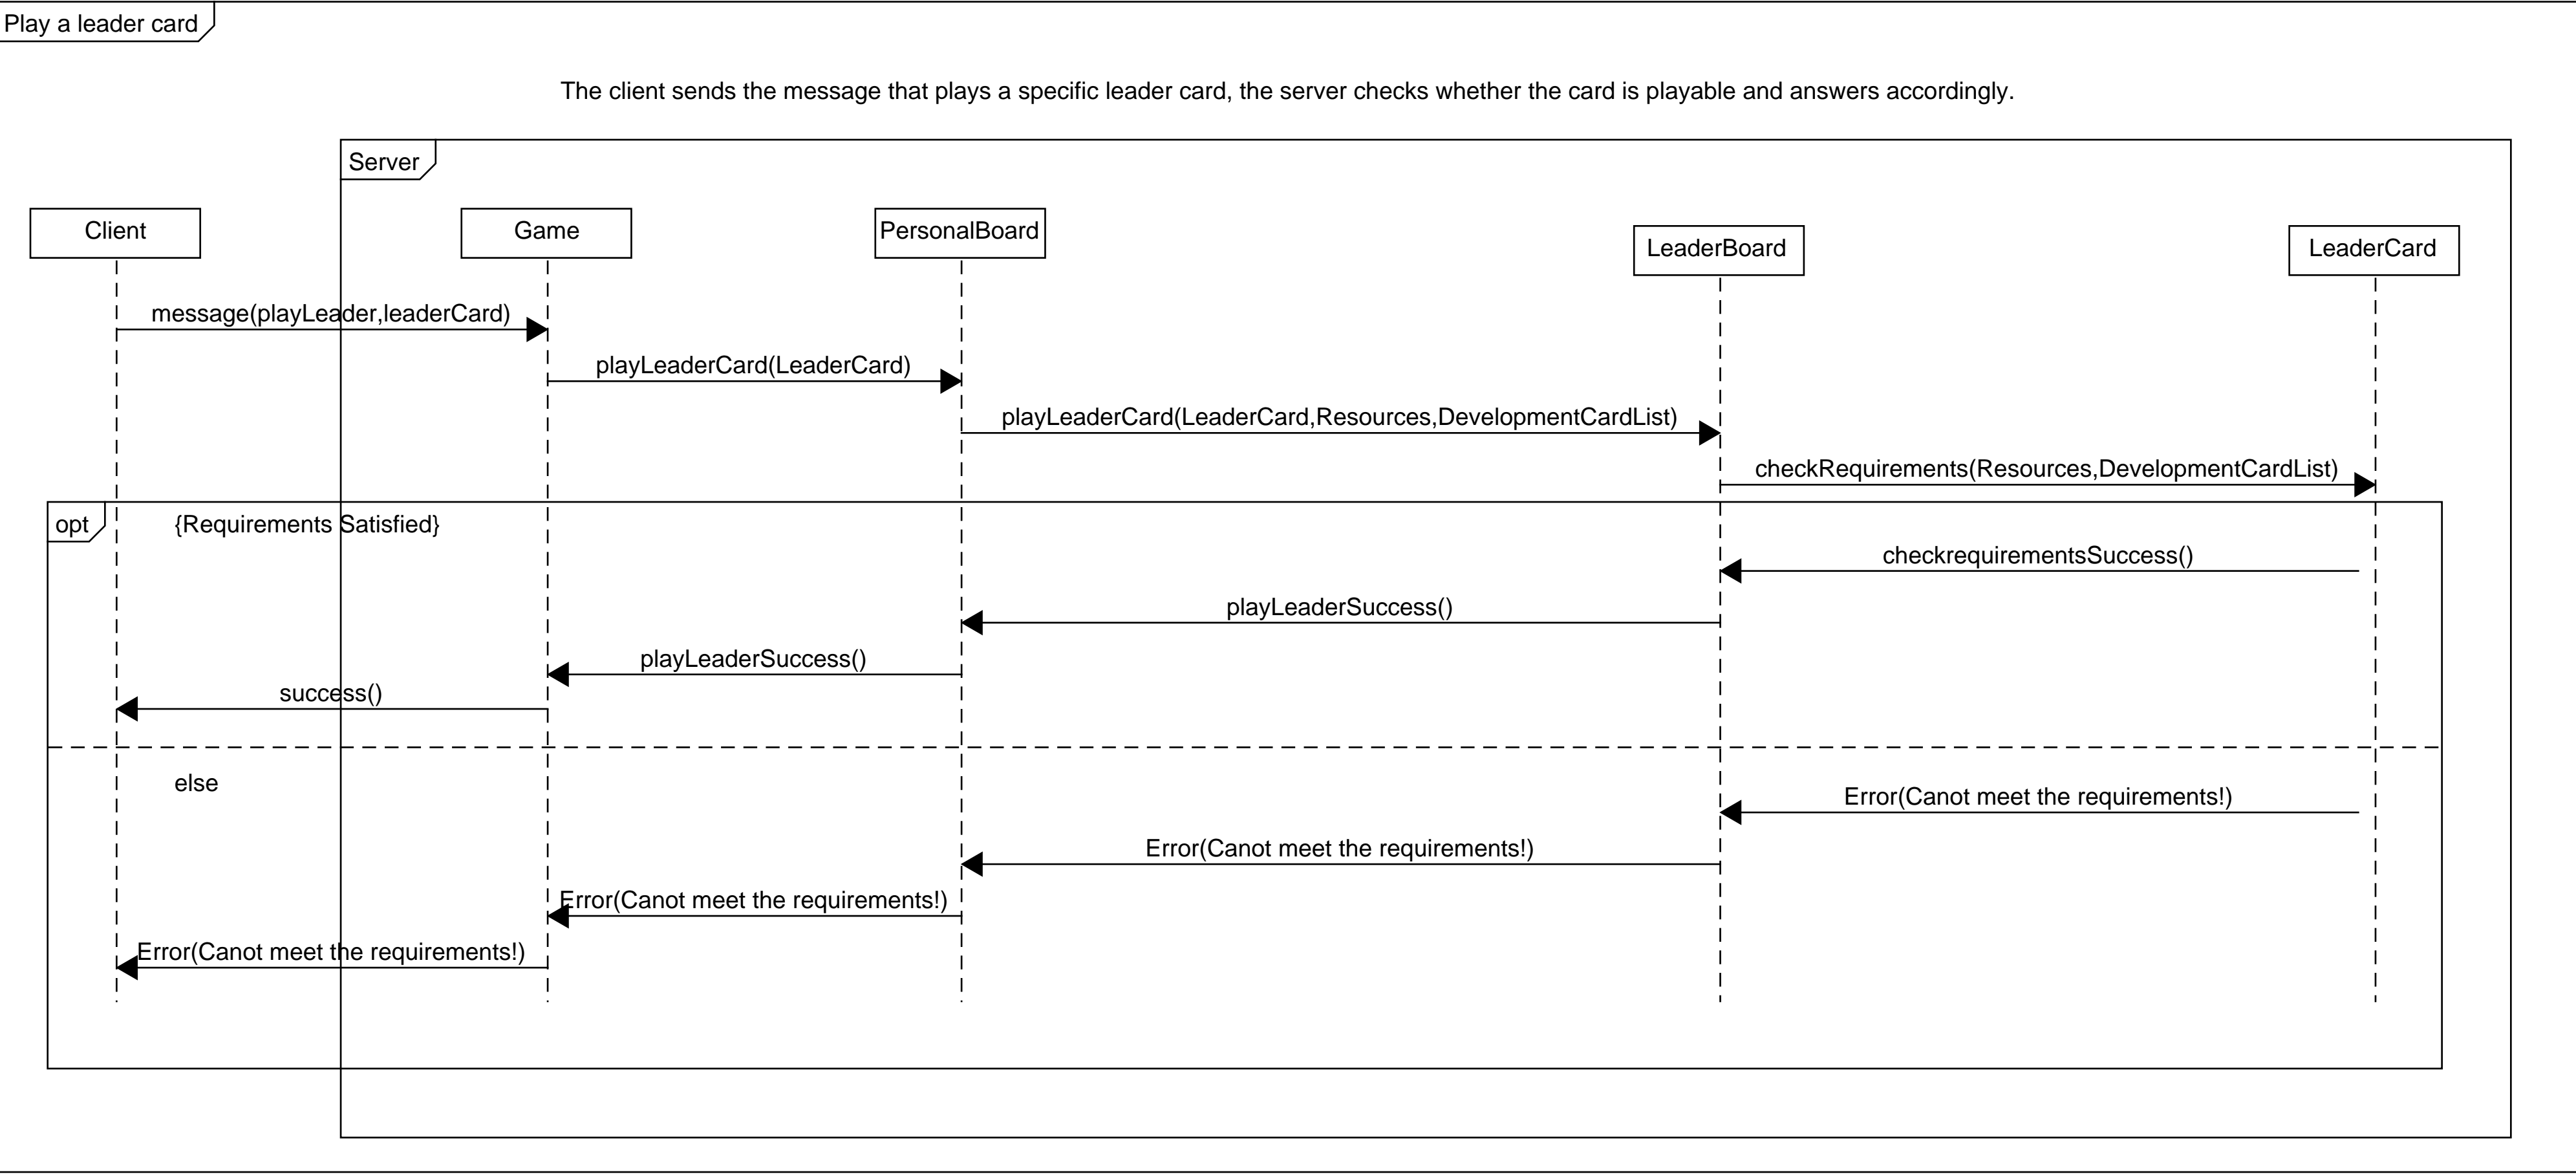 Play a leader card
The client sends the message that plays a specific leader card, the server checks whether the card is playable and answers accordingly.
Server
Client
Game
PersonalBoard
LeaderBoard
LeaderCard
message(playLeader,leaderCard)
playLeaderCard(LeaderCard)
playLeaderCard(LeaderCard,Resources,DevelopmentCardList)
checkRequirements(Resources,DevelopmentCardList)
opt
{Requirements Satisfied}
checkrequirementsSuccess()
playLeaderSuccess()
playLeaderSuccess()
success()
else
Error(Canot meet the requirements!)
Error(Canot meet the requirements!)
Error(Canot meet the requirements!)
Error(Canot meet the requirements!)